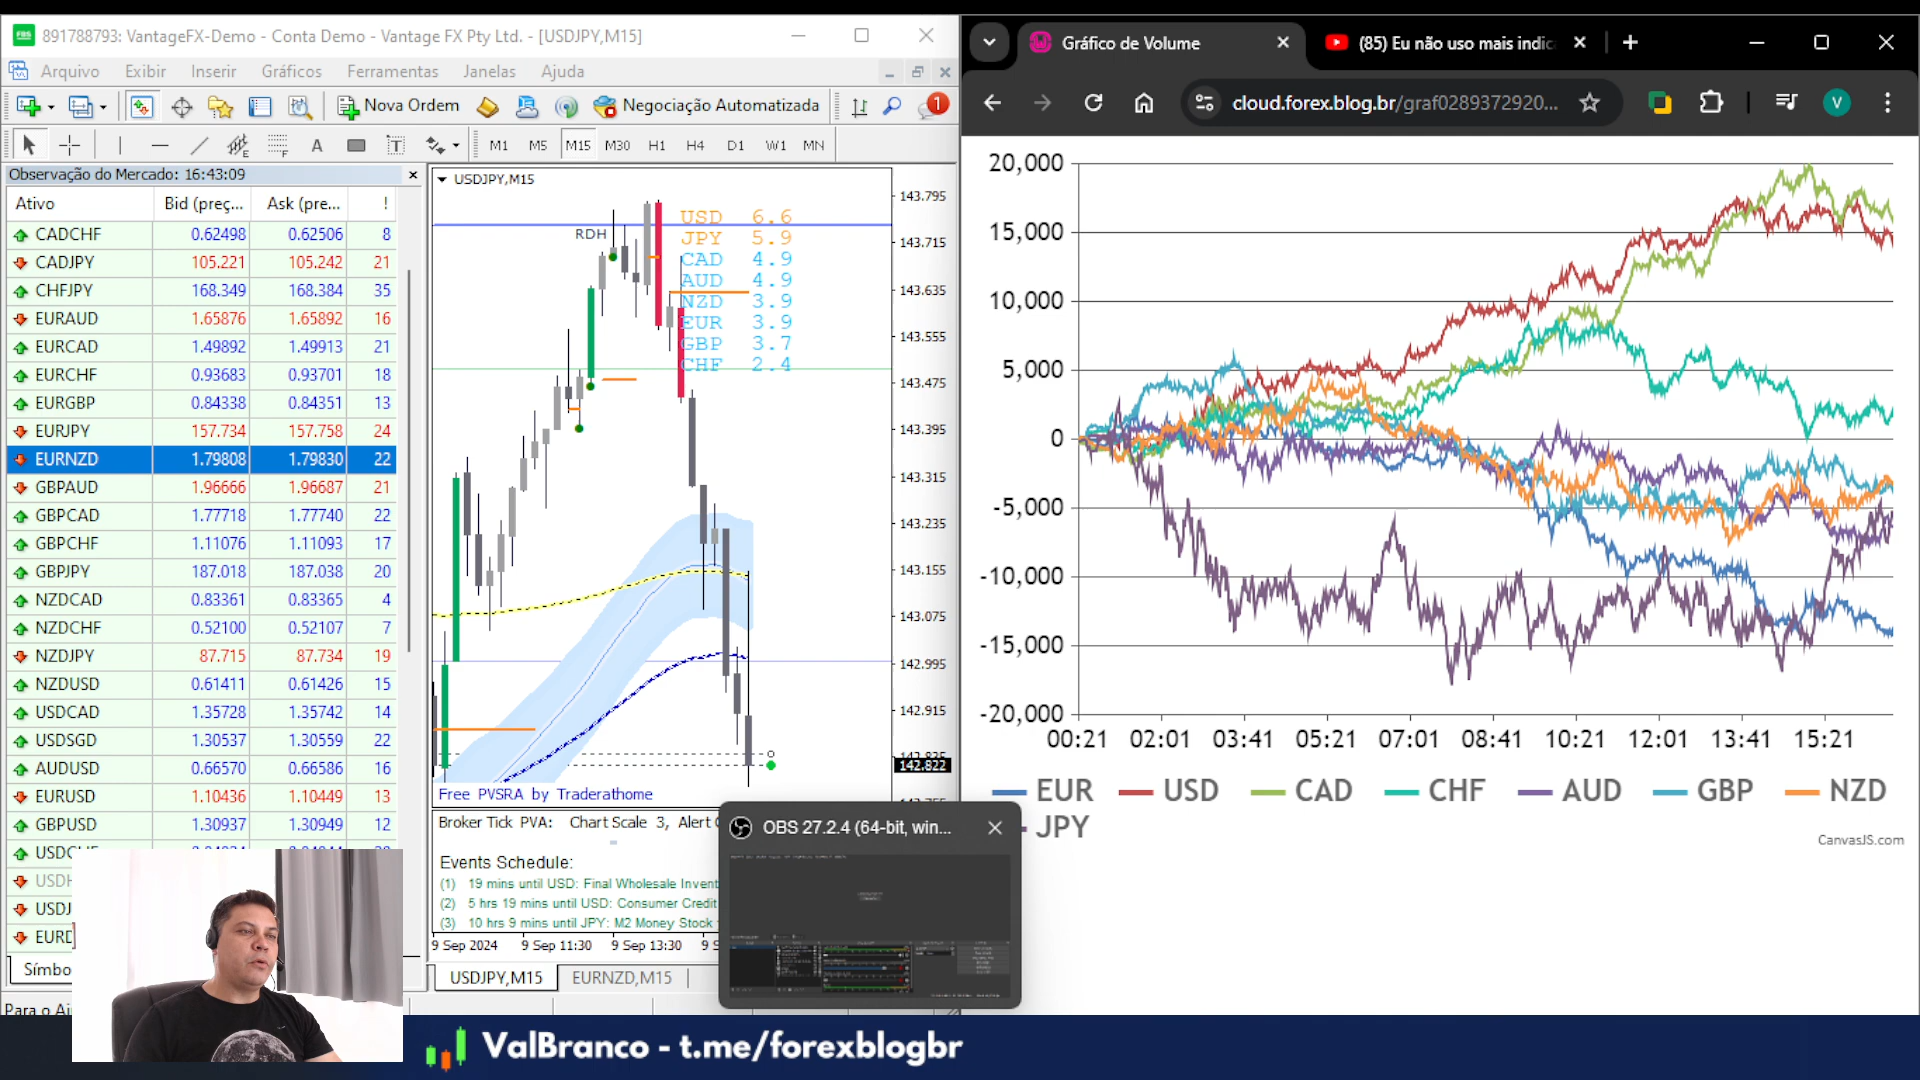 891788793: VantageFX-Demo - Conta Demo - Vantage FX Pty Ltd. - [USDJPY,M15]
Arquivo Exibir Inserir Gráficos Ferramentas Janelas Ajuda
Nova Ordem Negociação Automatizada 1
A T M1 M5 M15 M30 H1 H4 D1 W1 MN
Observação do Mercado: 16:43:09
Ativo Bid (preç... Ask (pre... !
CADCHF 0.62498 0.62506 8
CADJPY 105.221 105.242 21
CHFJPY 168.349 168.384 35
EURAUD 1.65876 1.65892 16
EURCAD 1.49892 1.49913 21
EURCHF 0.93683 0.93701 18
EURGBP 0.84338 0.84351 13
EURJPY 157.734 157.758 24
EURNZD 1.79808 1.79830 22
GBPAUD 1.96666 1.96687 21
GBPCAD 1.77718 1.77740 22
GBPCHF 1.11076 1.11093 17
GBPJPY 187.018 187.038 20
NZDCAD 0.83361 0.83365 4
NZDCHF 0.52100 0.52107 7
NZDJPY 87.715 87.734 19
NZDUSD 0.61411 0.61426 15
USDCAD 1.35728 1.35742 14
USDSGD 1.30537 1.30559 22
AUDUSD 0.66570 0.66586 16
EURUSD 1.10436 1.10449 13
GBPUSD 1.30937 1.30949 12
USDJ
EURD
Símbo
Para o Ai
USDJPY,M15
RDH
USD 6.6
JPY 5.9
CAD 4.9
AUD 4.9
NZD 3.9
EUR 3.9
GBP 3.7
CHF 2.4
143.795
143.715
143.635
143.555
143.475
143.395
143.315
143.235
143.155
143.075
142.995
142.915
142.822
Free PVSRA by Traderathome
Broker Tick PVA: Chart Scale 3, Alert
Events Schedule:
(1) 19 mins until USD: Final Wholesale Invent
(2) 5 hrs 19 mins until USD: Consumer Credit
(3) 10 hrs 9 mins until JPY: M2 Money Stock
9 Sep 2024 9 Sep 11:30 9 Sep 13:30 9 S
USDJPY,M15 EURNZD,M15
OBS 27.2.4 (64-bit, win...
Gráfico de Volume (85) Eu não uso mais indic
cloud.forex.blog.br/graf0289372920... V
20,000
15,000
10,000
5,000
0
-5,000
-10,000
-15,000
-20,000
00:21 02:01 03:41 05:21 07:01 08:41 10:21 12:01 13:41 15:21
EUR USD CAD CHF AUD GBP NZD
JPY
CanvasJS.com
ValBranco - t.me/forexblogbr